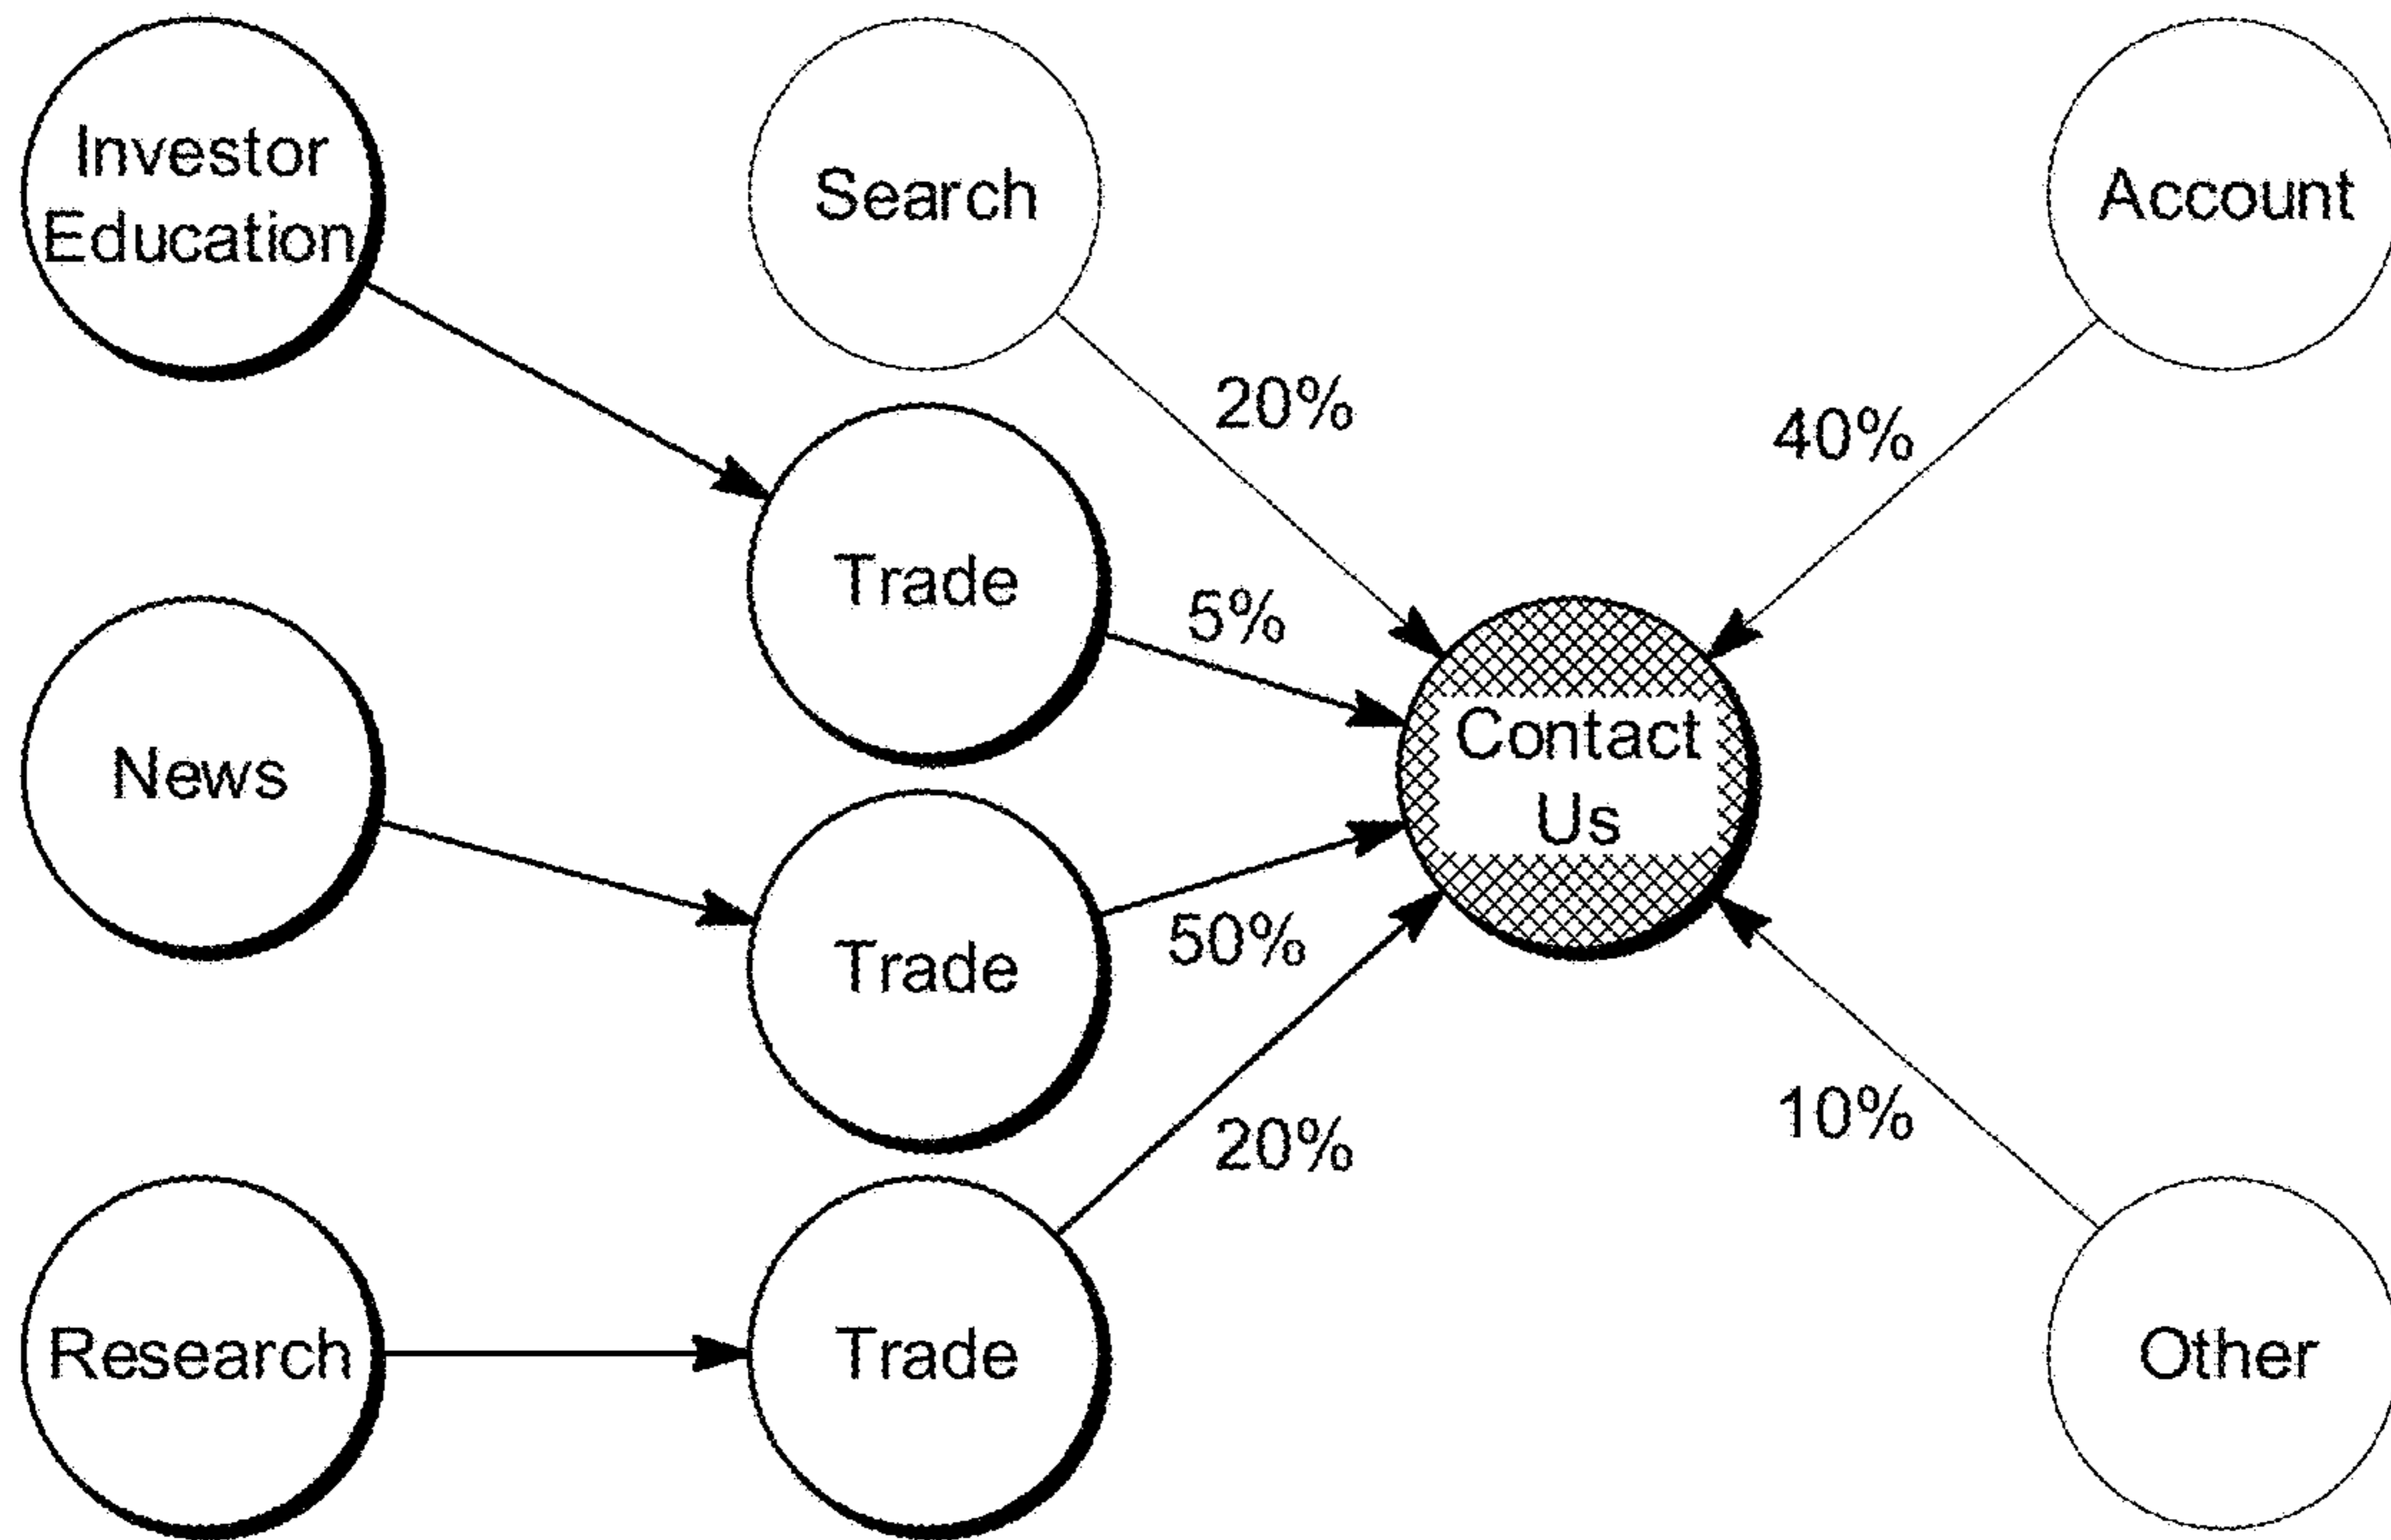 Investor
Education
Search
Account
20%
40%
Trade
5%
News
Contact
Us
Trade
50%
20%
10%
Research
Trade
Other